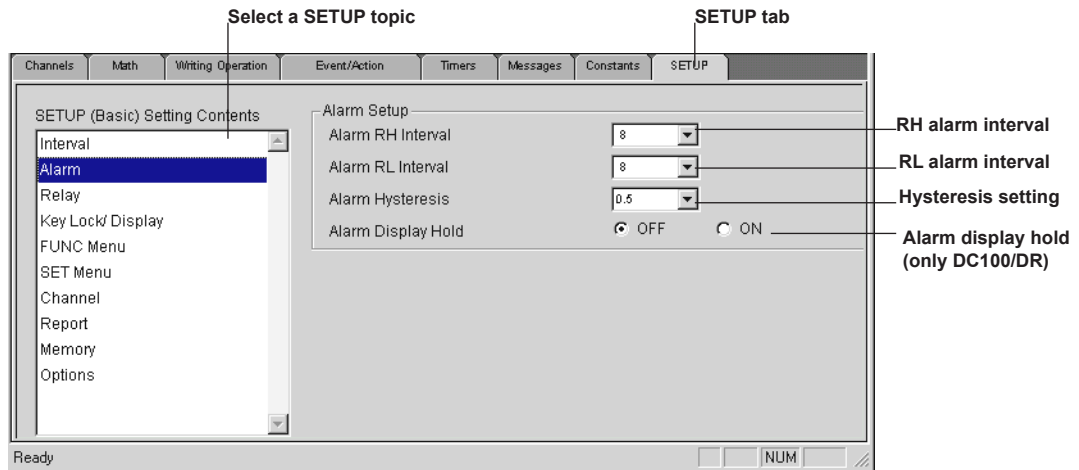 Select a SETUP topic
SETUP tab
Channels
Math
Writing Operation
Event/Action
Timers
Messages
Constants
SETUP
SETUP (Basic) Setting Contents
Interval
Alarm
Relay
Key Lock/ Display
FUNC Menu
SET Menu
Channel
Report
Memory
Options
Alarm Setup
Alarm RH Interval
8
RH alarm interval
Alarm RL Interval
8
RL alarm interval
Alarm Hysteresis
0.5
Hysteresis setting
Alarm Display Hold
OFF
ON
Alarm display hold
(only DC100/DR)
Ready
NUM